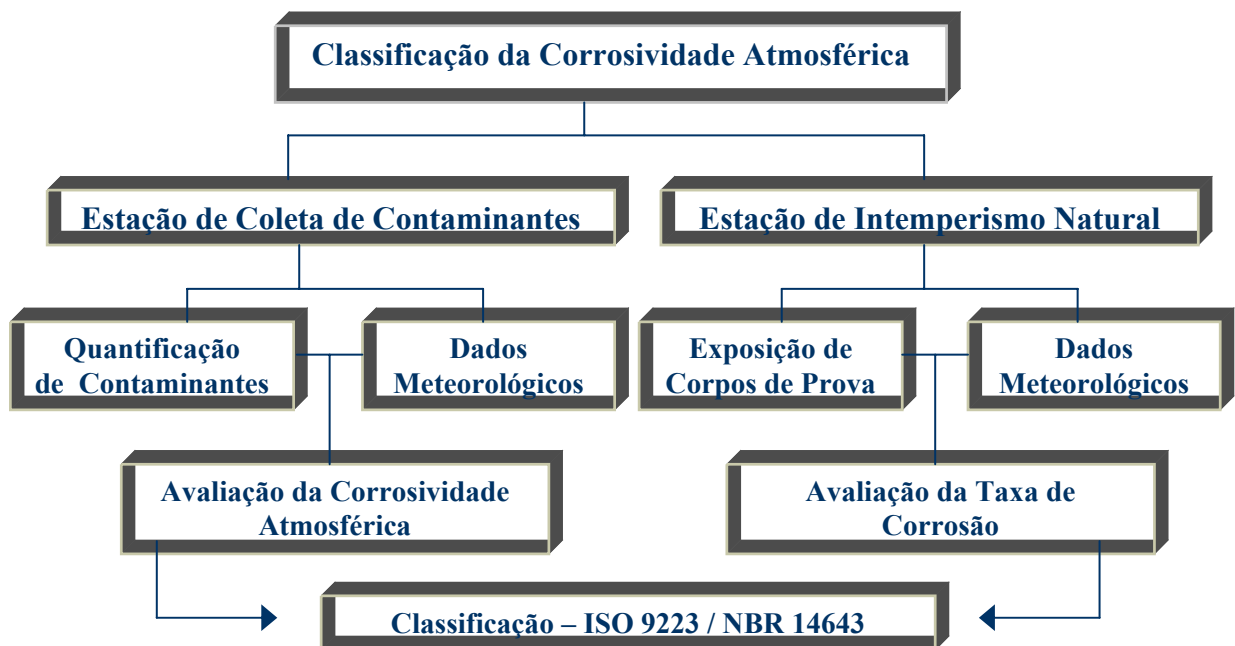 Classificação da Corrosividade Atmosférica
Estação de Coleta de Contaminantes
Estação de Intemperismo Natural
Quantificação
de Contaminantes
Dados
Meteorológicos
Exposição de
Corpos de Prova
Dados
Meteorológicos
Avaliação da Corrosividade
Atmosférica
Avaliação da Taxa de
Corrosão
Classificação – ISO 9223 / NBR 14643